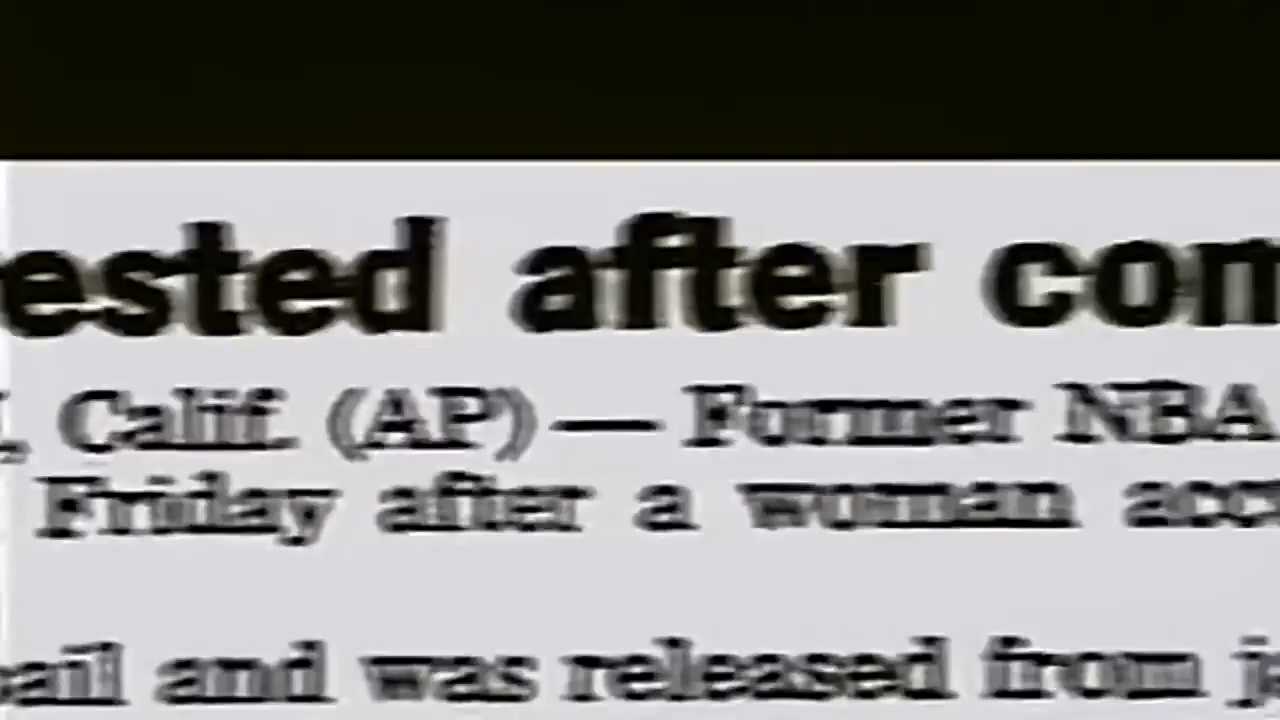 ested after com
, Calif. (AP) — Former NBA
Friday after a woman acc
ail and was released from j